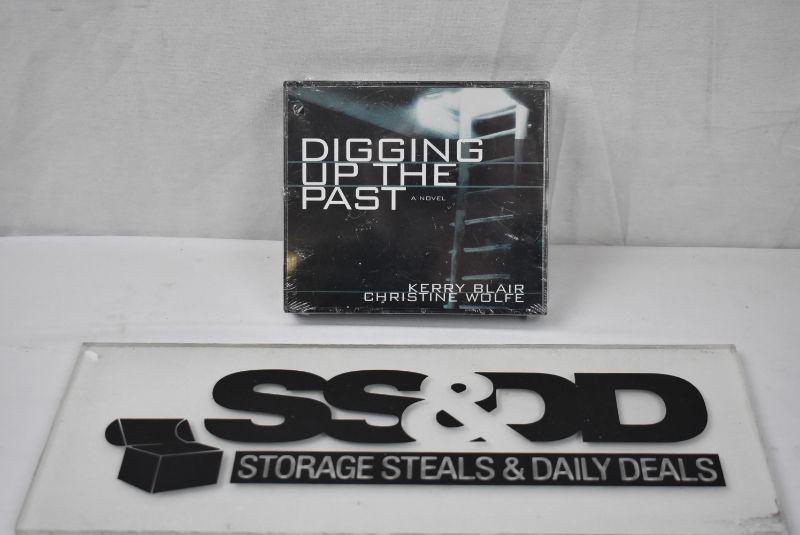 DIGGING
UP THE
PAST A NOVEL
KERRY BLAIR
CHRISTINE WOLFE
SS&DD
STORAGE STEALS & DAILY DEALS